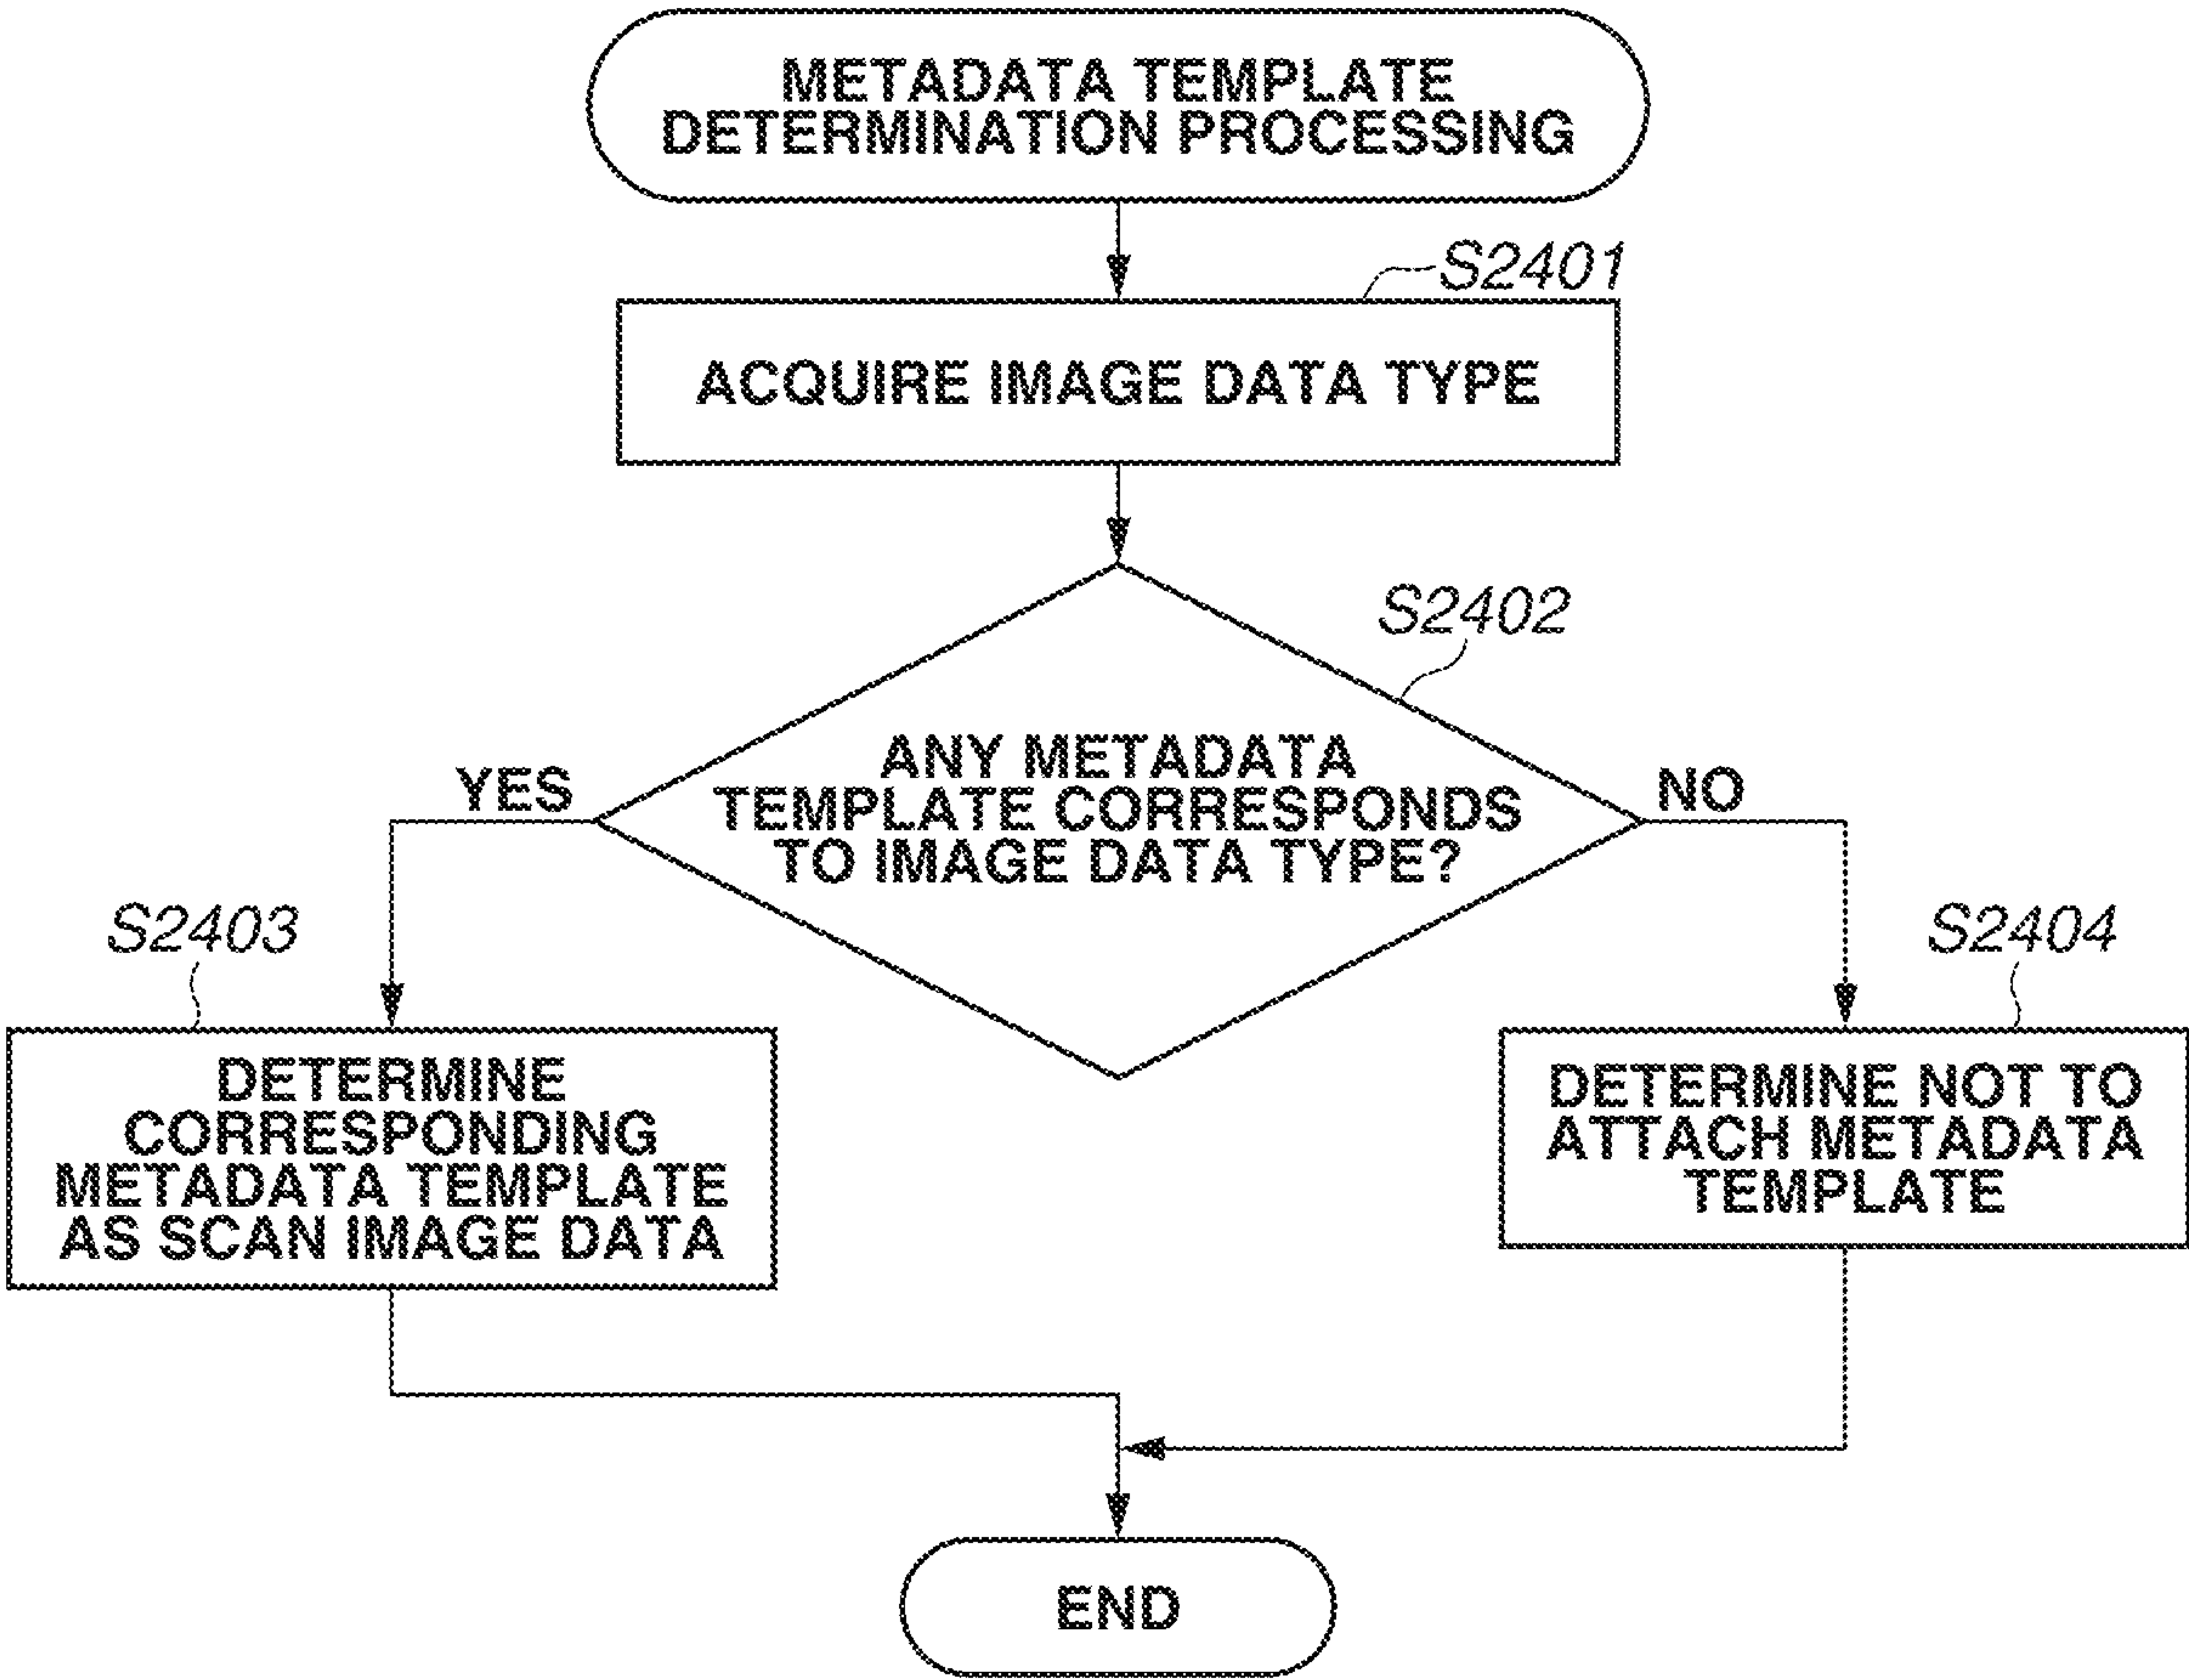 METADATA TEMPLATE
DETERMINATION PROCESSING
S2401
ACQUIRE IMAGE DATA TYPE
S2402
ANY METADATA
TEMPLATE CORRESPONDS
TO IMAGE DATA TYPE?
YES
NO
S2403
DETERMINE
CORRESPONDING
METADATA TEMPLATE
AS SCAN IMAGE DATA
S2404
DETERMINE NOT TO
ATTACH METADATA
TEMPLATE
END